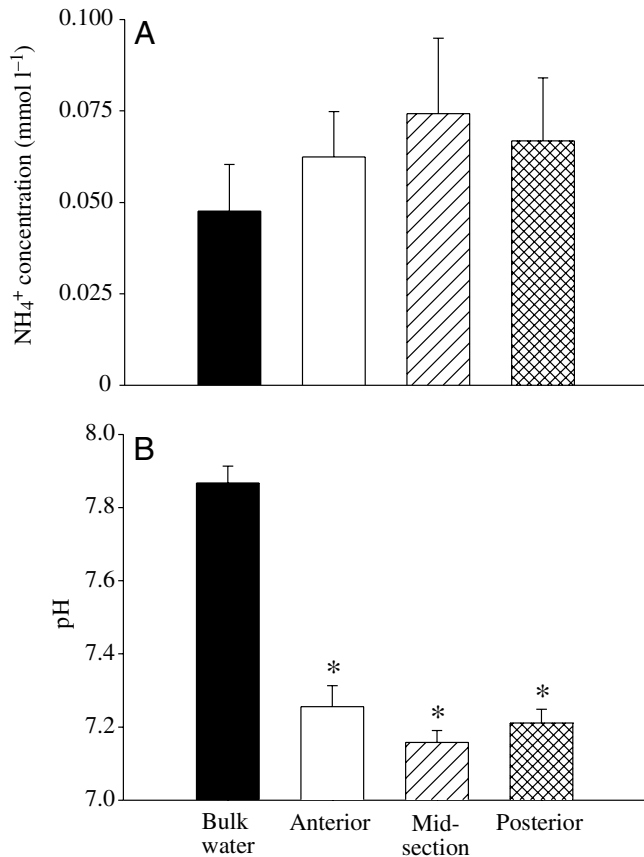 A
NH₄⁺ concentration (mmol l⁻¹)
0.100
0.075
0.050
0.025
0
B
pH
8.0
7.8
7.6
7.4
7.2
7.0
*
*
*
Bulk
water
Anterior
Mid-
section
Posterior